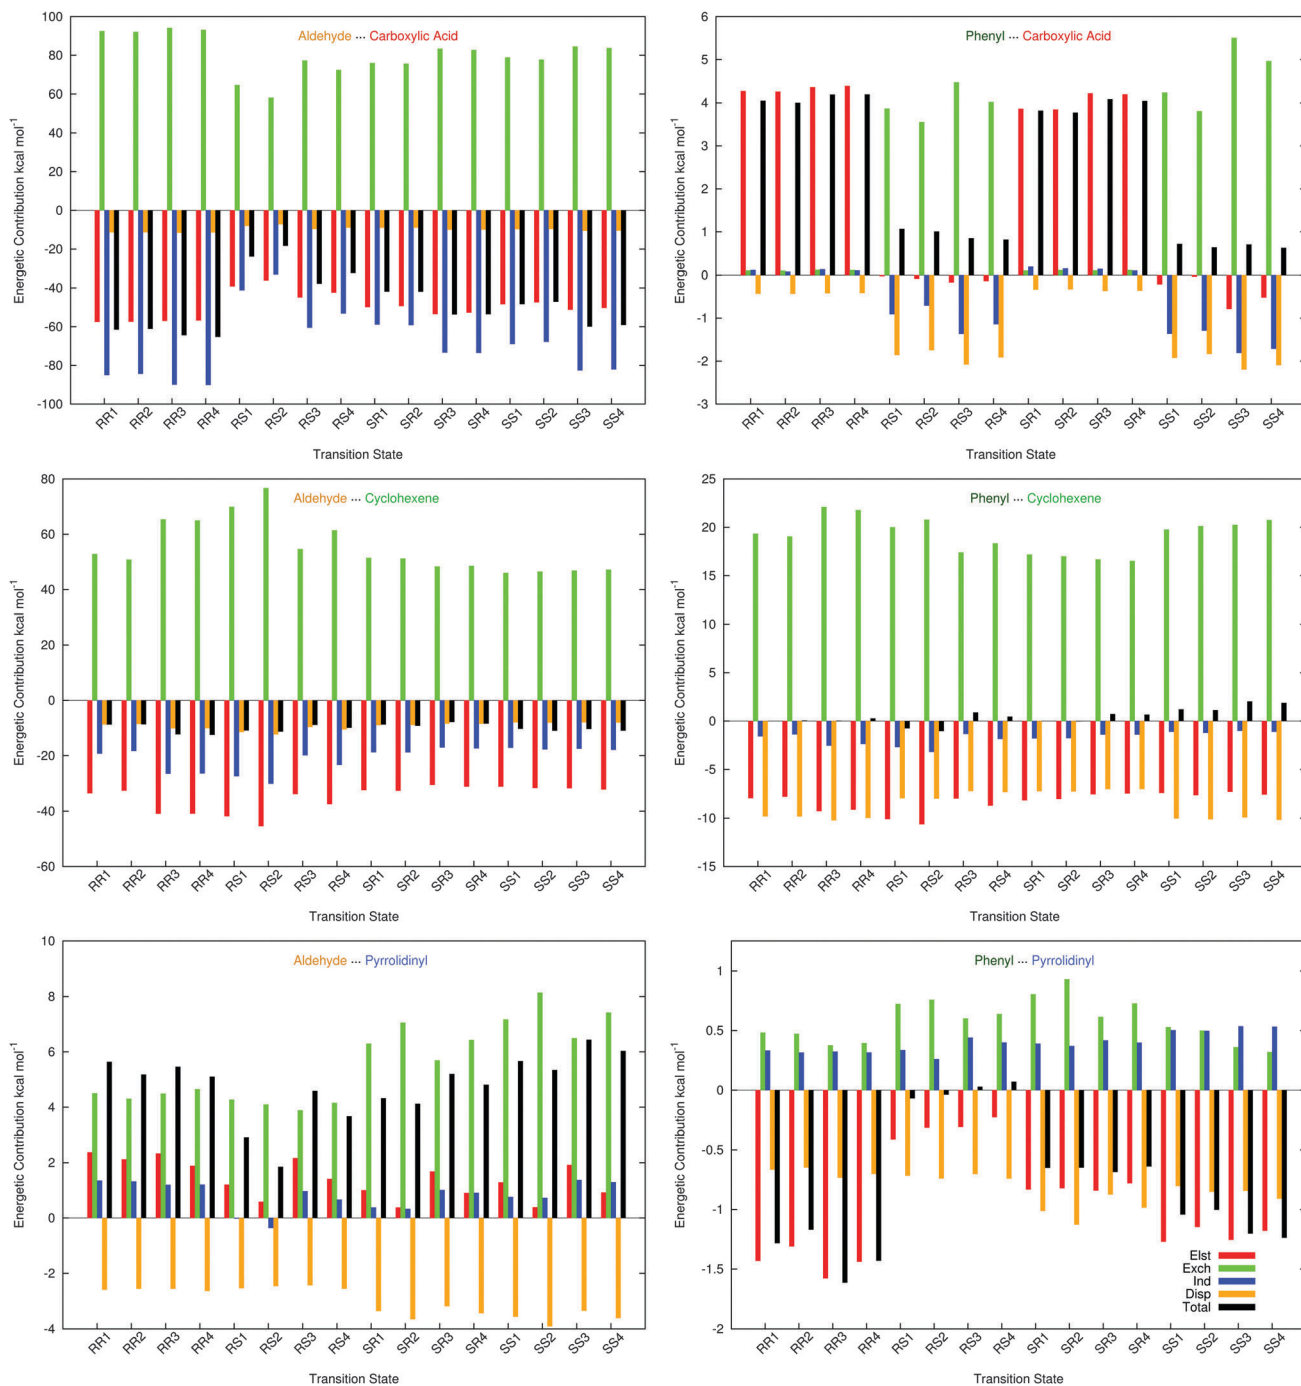 Aldehyde ... Carboxylic Acid
Energetic Contribution kcal mol⁻¹
100
80
60
40
20
0
-20
-40
-60
-80
-100
RR1 RR2 RR3 RR4 RS1 RS2 RS3 RS4 SR1 SR2 SR3 SR4 SS1 SS2 SS3 SS4
Transition State
Phenyl ... Carboxylic Acid
Energetic Contribution kcal mol⁻¹
6
5
4
3
2
1
0
-1
-2
-3
RR1 RR2 RR3 RR4 RS1 RS2 RS3 RS4 SR1 SR2 SR3 SR4 SS1 SS2 SS3 SS4
Transition State
Aldehyde ... Cyclohexene
Energetic Contribution kcal mol⁻¹
80
60
40
20
0
-20
-40
-60
RR1 RR2 RR3 RR4 RS1 RS2 RS3 RS4 SR1 SR2 SR3 SR4 SS1 SS2 SS3 SS4
Transition State
Phenyl ... Cyclohexene
Energetic Contribution kcal mol⁻¹
25
20
15
10
5
0
-5
-10
-15
RR1 RR2 RR3 RR4 RS1 RS2 RS3 RS4 SR1 SR2 SR3 SR4 SS1 SS2 SS3 SS4
Transition State
Aldehyde ... Pyrrolidinyl
Energetic Contribution kcal mol⁻¹
10
8
6
4
2
0
-2
-4
RR1 RR2 RR3 RR4 RS1 RS2 RS3 RS4 SR1 SR2 SR3 SR4 SS1 SS2 SS3 SS4
Transition State
Phenyl ... Pyrrolidinyl
Energetic Contribution kcal mol⁻¹
1
0.5
0
-0.5
-1
-1.5
-2
Elst
Exch
Ind
Disp
Total
RR1 RR2 RR3 RR4 RS1 RS2 RS3 RS4 SR1 SR2 SR3 SR4 SS1 SS2 SS3 SS4
Transition State